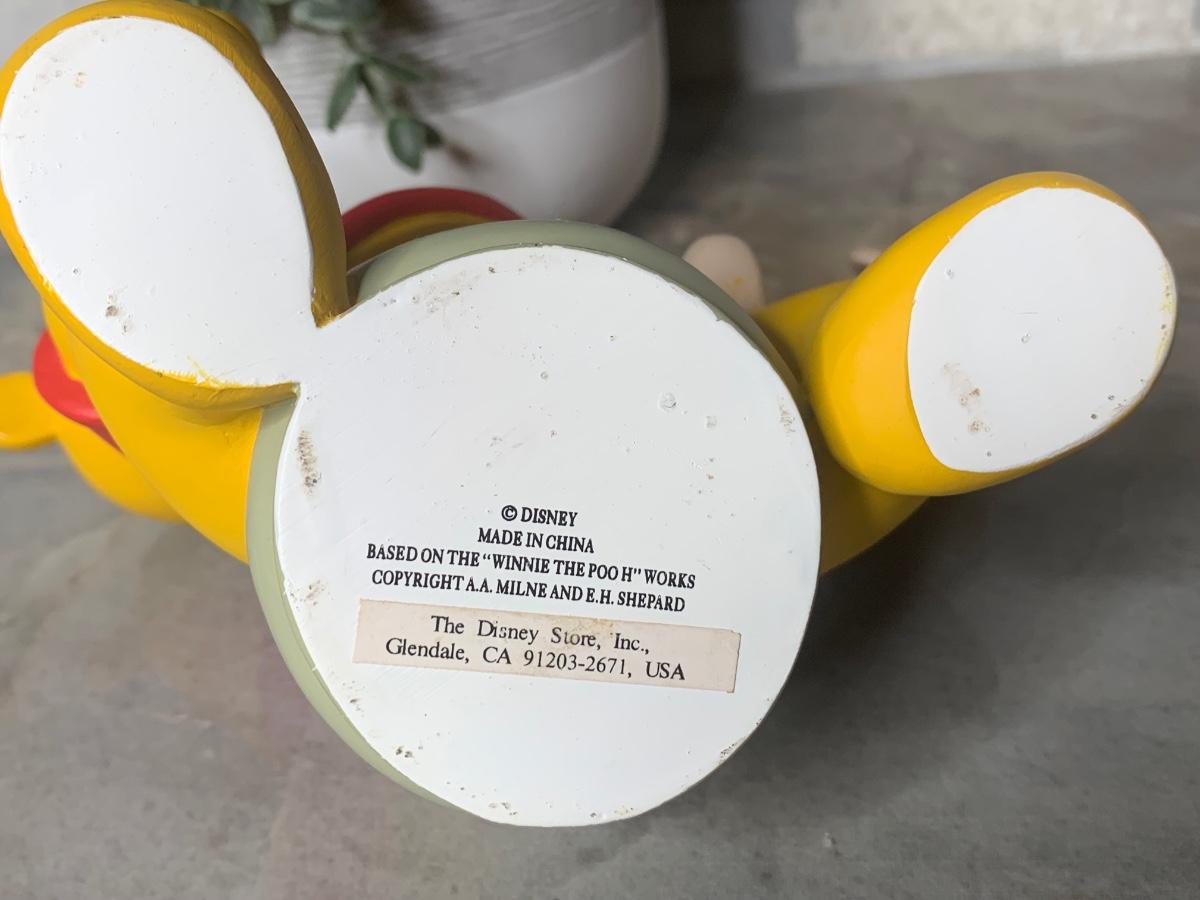 © DISNEY
MADE IN CHINA
BASED ON THE “WINNIE THE POO H” WORKS
COPYRIGHT A.A. MILNE AND E.H. SHEPARD
The Disney Store, Inc.,
Glendale, CA 91203-2671, USA